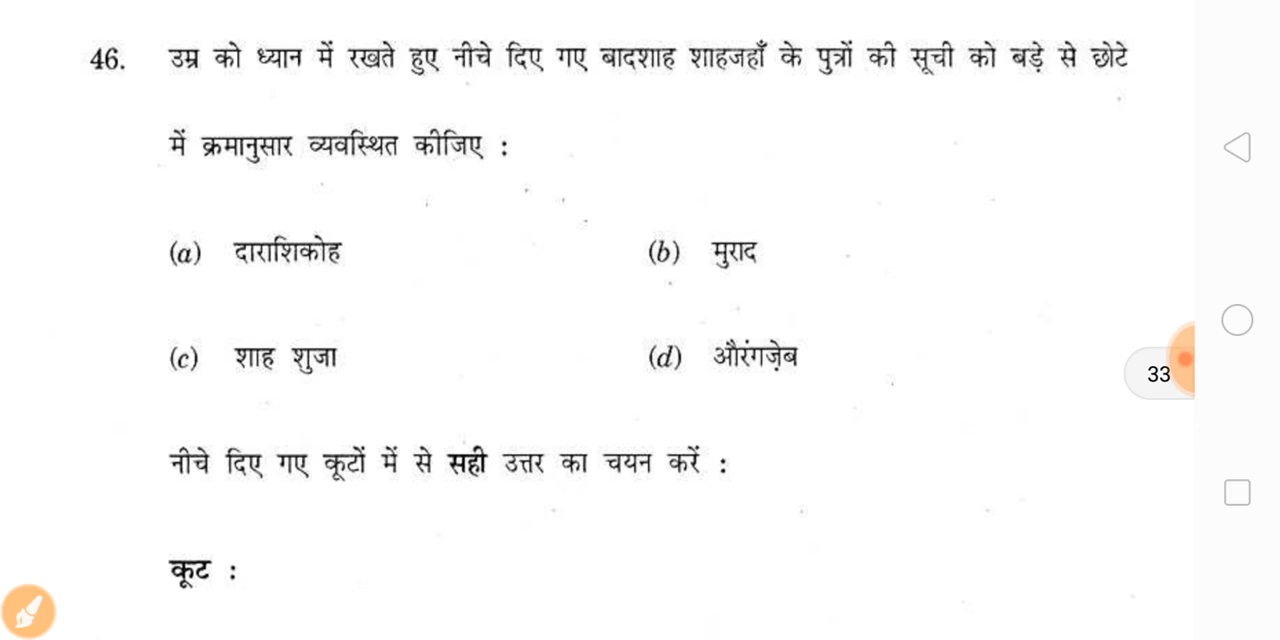 46. उम्र को ध्यान में रखते हुए नीचे दिए गए बादशाह शाहजहाँ के पुत्रों की सूची को बड़े से छोटे
में क्रमानुसार व्यवस्थित कीजिए :
(a) दाराशिकोह (b) मुराद
(c) शाह शुजा (d) औरंगज़ेब
33
नीचे दिए गए कूटों में से सही उत्तर का चयन करें :
कूट :